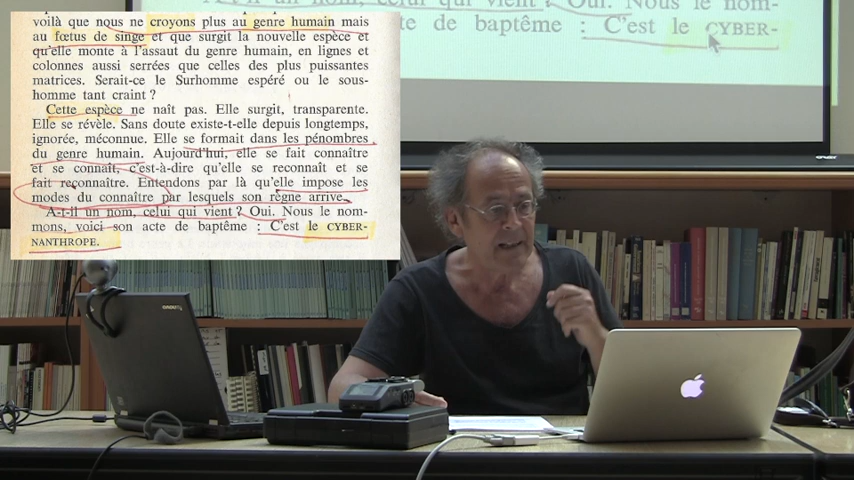 voilà que nous ne croyons plus au genre humain mais
au fœtus de singe et que surgit la nouvelle espèce et
qu'elle monte à l'assaut du genre humain, en lignes et
colonnes aussi serrées que celles des plus puissantes
matrices. Serait-ce le Surhomme espéré ou le sous-
homme tant craint ?
Cette espèce ne naît pas. Elle surgit, transparente.
Elle se révèle. Sans doute existe-t-elle depuis longtemps,
ignorée, méconnue. Elle se formait dans les pénombres
du genre humain. Aujourd'hui, elle se fait connaître
et se connaît, c'est-à-dire qu'elle se reconnaît et se
fait reconnaître. Entendons par là qu'elle impose les
modes du connaître par lesquels son règne arrive.
A-t-il un nom, celui qui vient ? Oui. Nous le nom-
mons, voici son acte de baptême : C'est le CYBER-
NANTHROPE.
A-t-il un nom, celui qui vient ? Oui. Nous le nom-
acte de baptême : C'est le CYBER-